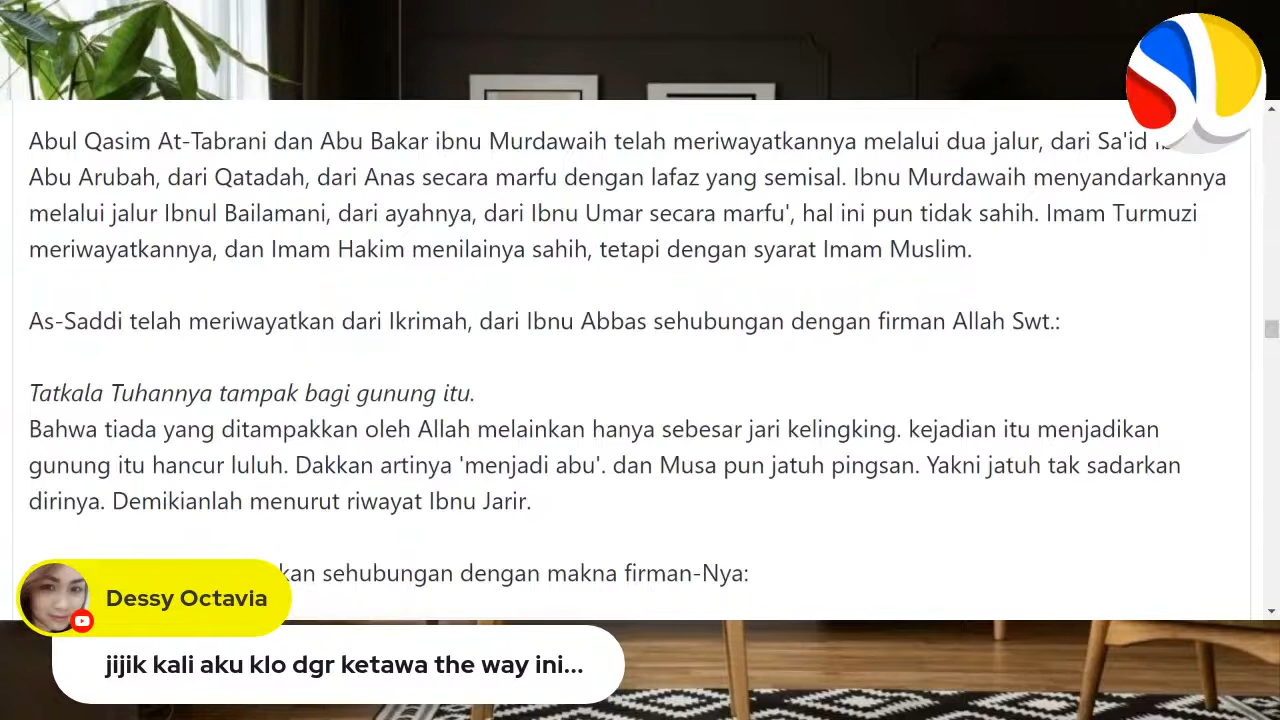 Abul Qasim At-Tabrani dan Abu Bakar ibnu Murdawaih telah meriwayatkannya melalui dua jalur, dari Sa'id
Abu Arubah, dari Qatadah, dari Anas secara marfu dengan lafaz yang semisal. Ibnu Murdawaih menyandarkannya
melalui jalur Ibnul Bailamani, dari ayahnya, dari Ibnu Umar secara marfu', hal ini pun tidak sahih. Imam Turmuzi
meriwayatkannya, dan Imam Hakim menilainya sahih, tetapi dengan syarat Imam Muslim.
As-Saddi telah meriwayatkan dari Ikrimah, dari Ibnu Abbas sehubungan dengan firman Allah Swt.:
Tatkala Tuhannya tampak bagi gunung itu.
Bahwa tiada yang ditampakkan oleh Allah melainkan hanya sebesar jari kelingking. kejadian itu menjadikan
gunung itu hancur luluh. Dakkan artinya 'menjadi abu'. dan Musa pun jatuh pingsan. Yakni jatuh tak sadarkan
dirinya. Demikianlah menurut riwayat Ibnu Jarir.
sehubungan dengan makna firman-Nya:
Dessy Octavia
jijik kali aku klo dgr ketawa the way ini...